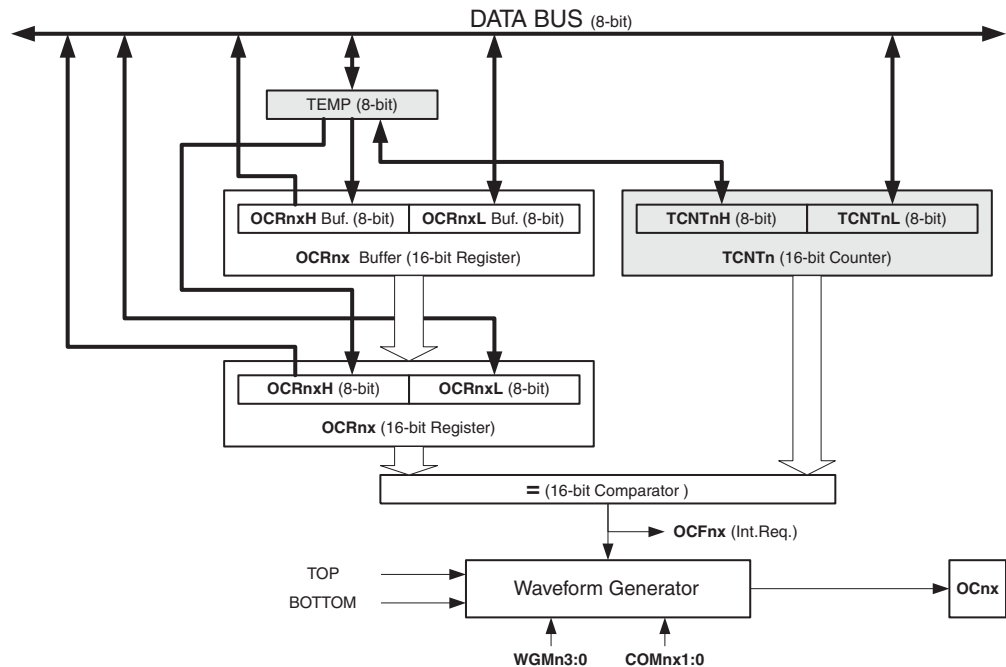 DATA BUS (8-bit)
TEMP (8-bit)
OCRnxH Buf. (8-bit) OCRnxL Buf. (8-bit)
OCRnx Buffer (16-bit Register)
TCNTnH (8-bit) TCNTnL (8-bit)
TCNTn (16-bit Counter)
OCRnxH (8-bit) OCRnxL (8-bit)
OCRnx (16-bit Register)
= (16-bit Comparator )
OCFnx (Int.Req.)
TOP
BOTTOM
Waveform Generator
OCnx
WGMn3:0 COMnx1:0